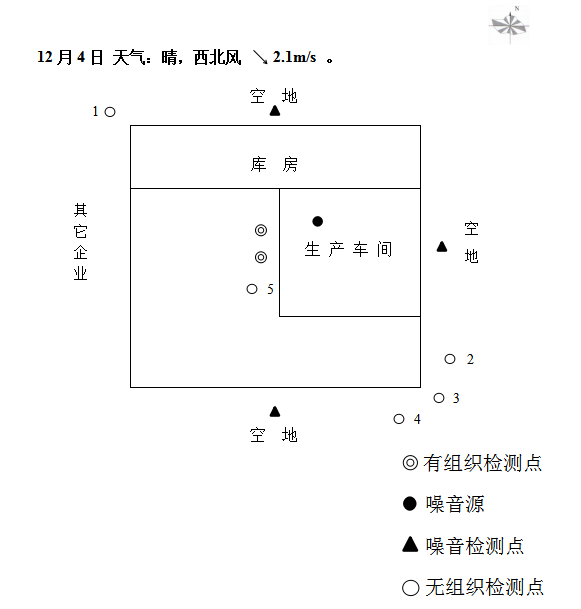 N
12月4日 天气：晴，西北风 ↘2.1m/s 。
空 地
1
库 房
其它企业
生 产 车 间
空地
5
2
3
4
空 地
有组织检测点
噪音源
噪音检测点
无组织检测点